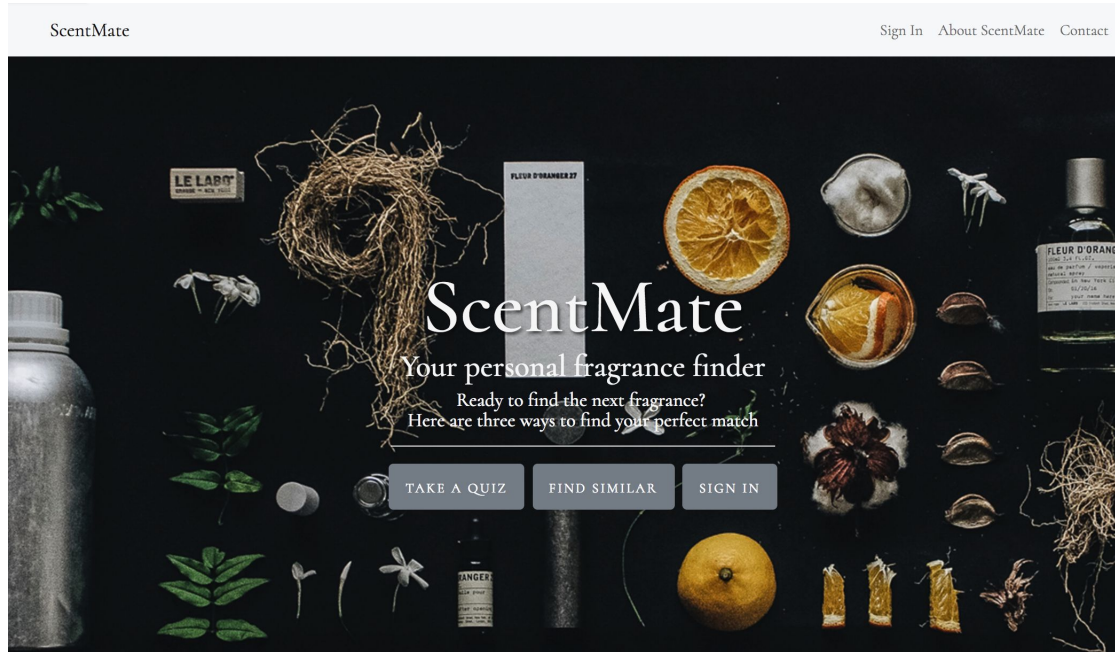 ScentMate
Sign In About ScentMate Contact
LE LABO
FLEUR D'ORANGER 27
FLEUR D'ORANG
ScentMate
Your personal fragrance finder
Ready to find the next fragrance?
Here are three ways to find your perfect match
TAKE A QUIZ FIND SIMILAR SIGN IN
RANGER